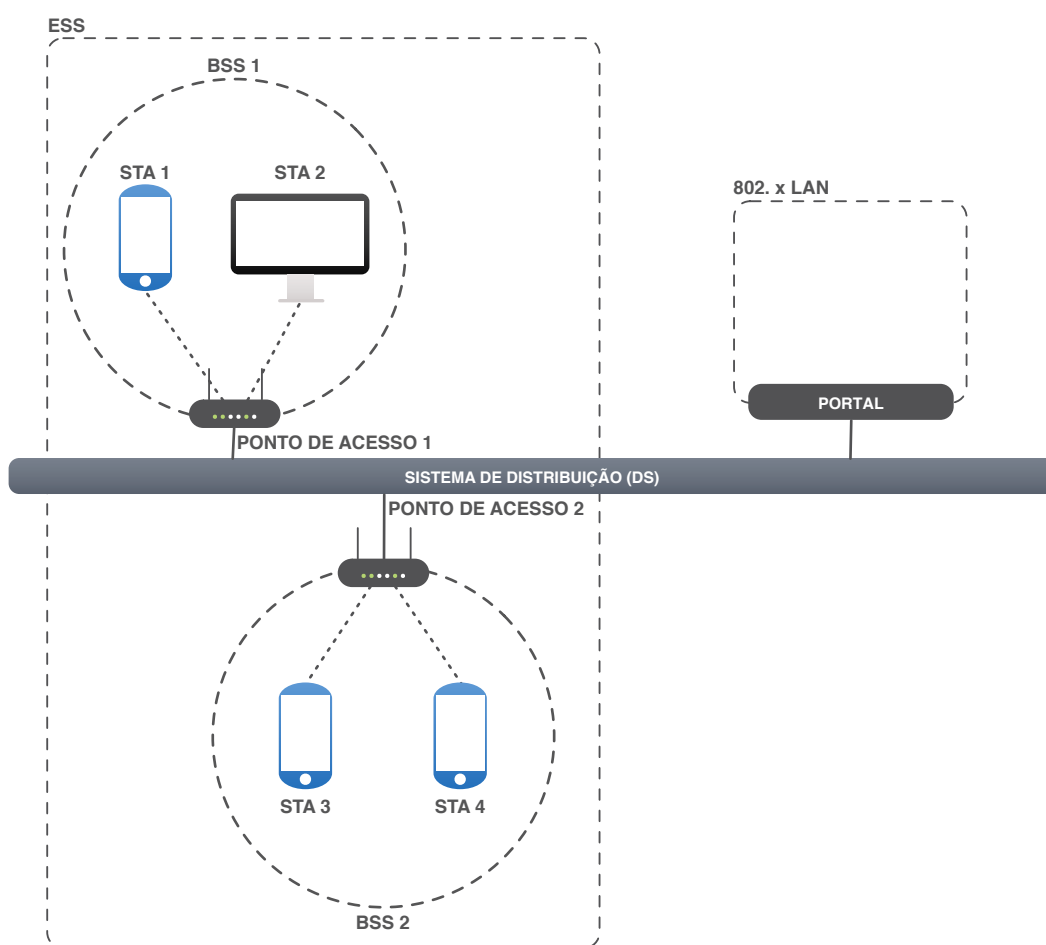 ESS
BSS 1
STA 1
STA 2
802. x LAN
PORTAL
PONTO DE ACESSO 1
SISTEMA DE DISTRIBUIÇÃO (DS)
PONTO DE ACESSO 2
STA 3
STA 4
BSS 2